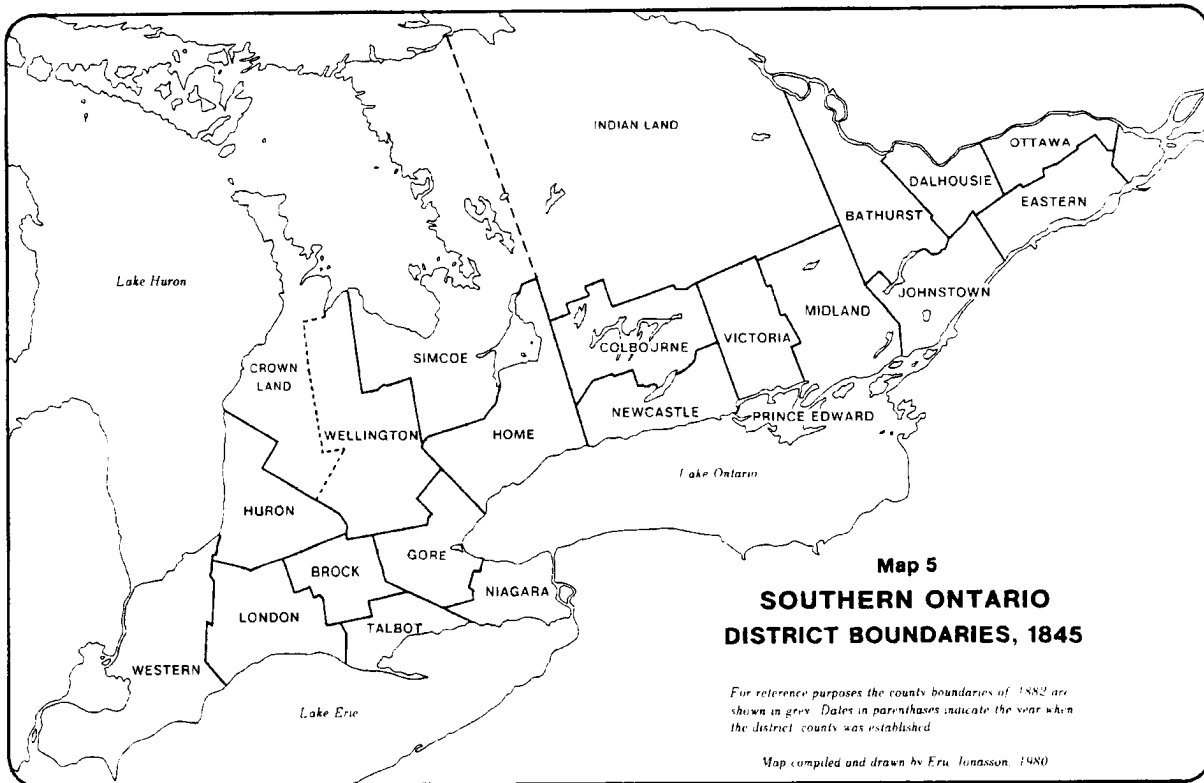 INDIAN LAND
OTTAWA
DALHOUSIE
EASTERN
BATHURST
Lake Huron
JOHNSTOWN
MIDLAND
VICTORIA
COLBOURNE
SIMCOE
CROWN
LAND
NEWCASTLE
PRINCE EDWARD
WELLINGTON
HOME
Lake Ontario
HURON
GORE
BROCK
NIAGARA
LONDON
TALBOT
WESTERN
Lake Erie
Map 5
SOUTHERN ONTARIO
DISTRICT BOUNDARIES, 1845
For reference purposes the county boundaries of 1882 are
shown in grey. Dates in parenthases indicate the year when
the district county was established
Map compiled and drawn by Eric Jonasson, 1980